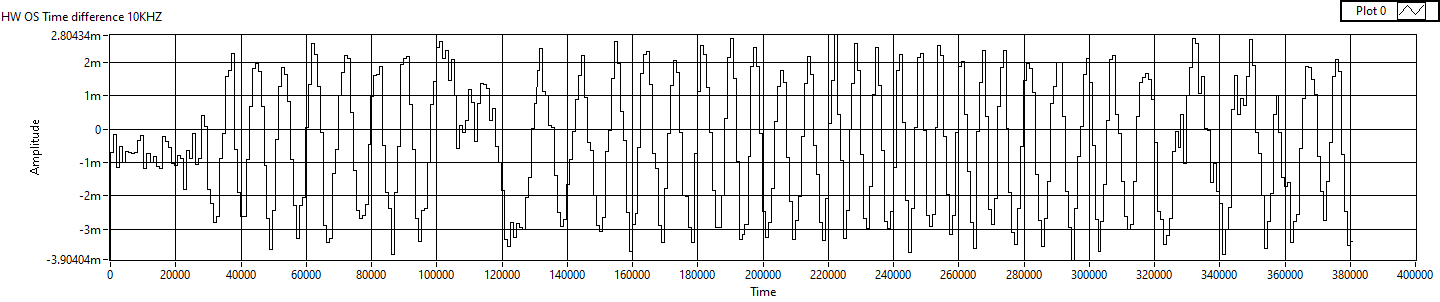 HW OS Time difference 10KHZ
Plot 0
2.80434m
2m
1m
0
-1m
-2m
-3m
-3.90404m
Amplitude
0 20000 40000 60000 80000 100000 120000 140000 160000 180000 200000 220000 240000 260000 280000 300000 320000 340000 360000 380000 400000
Time